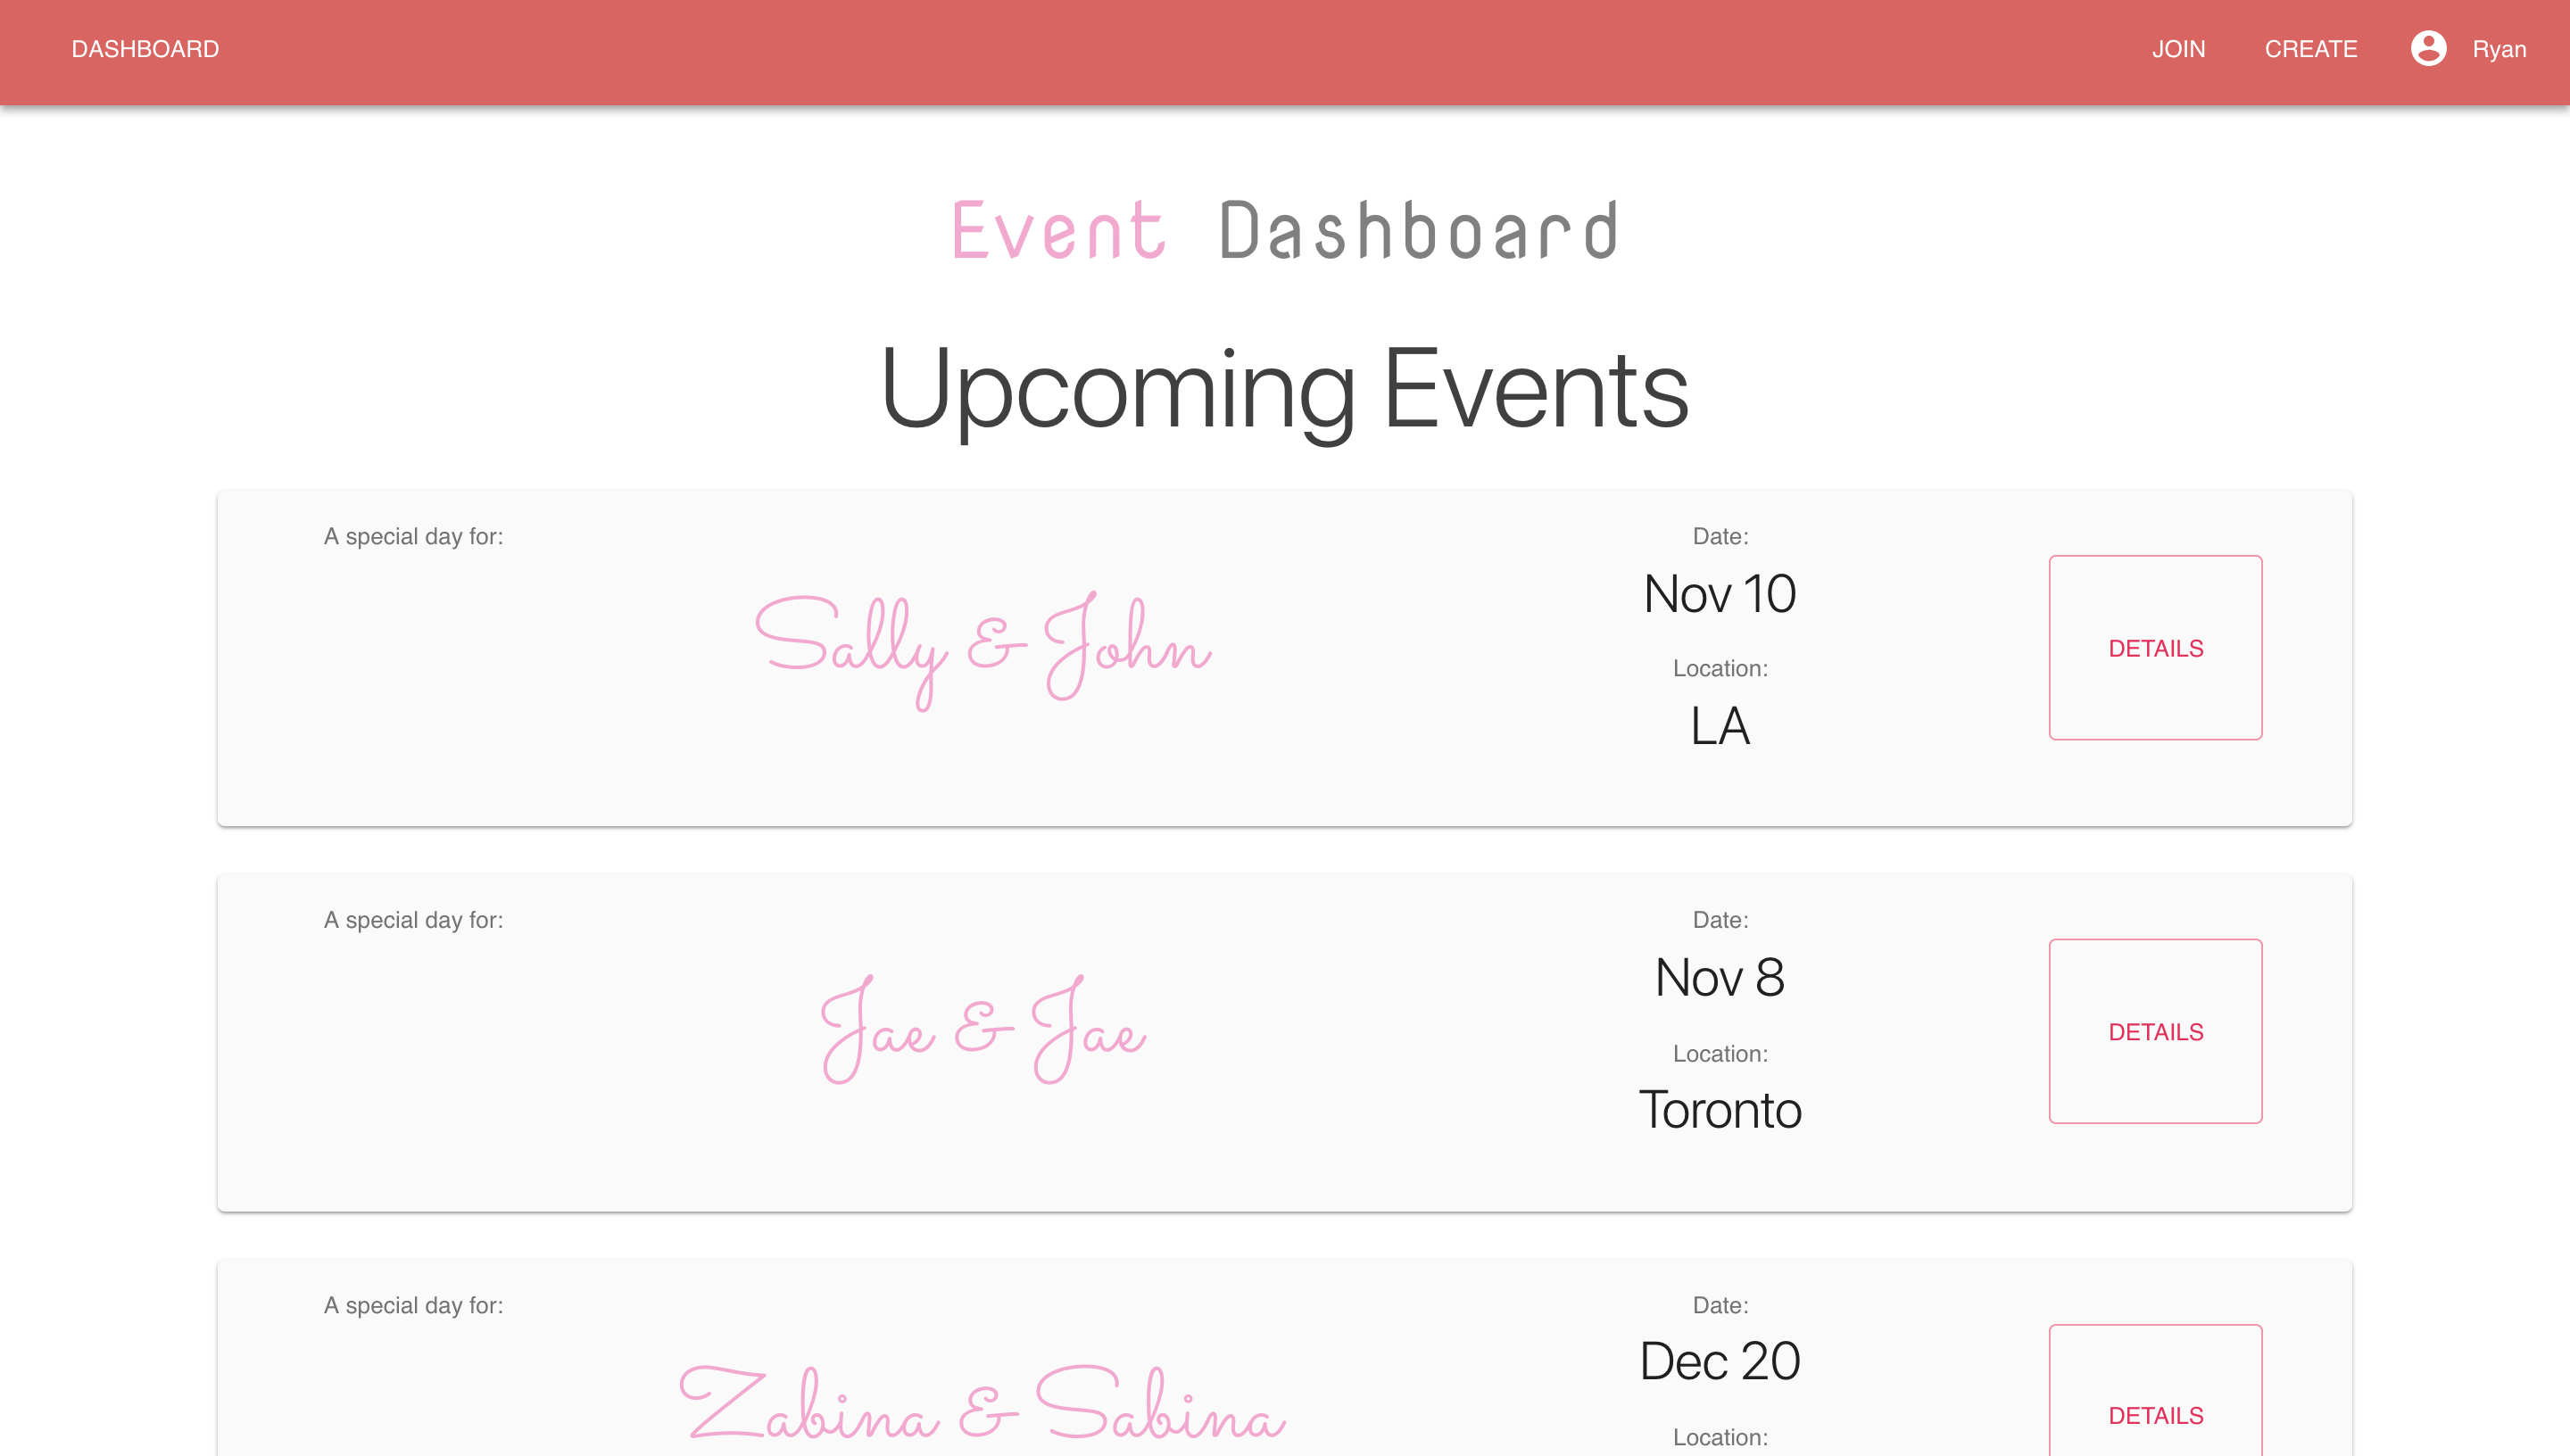 DASHBOARD JOIN CREATE Ryan
Event Dashboard
Upcoming Events
A special day for:
Sally & John
Date:
Nov 10
Location:
LA
DETAILS
A special day for:
Jae & Jae
Date:
Nov 8
Location:
Toronto
DETAILS
A special day for:
Zabina & Sabina
Date:
Dec 20
Location:
DETAILS